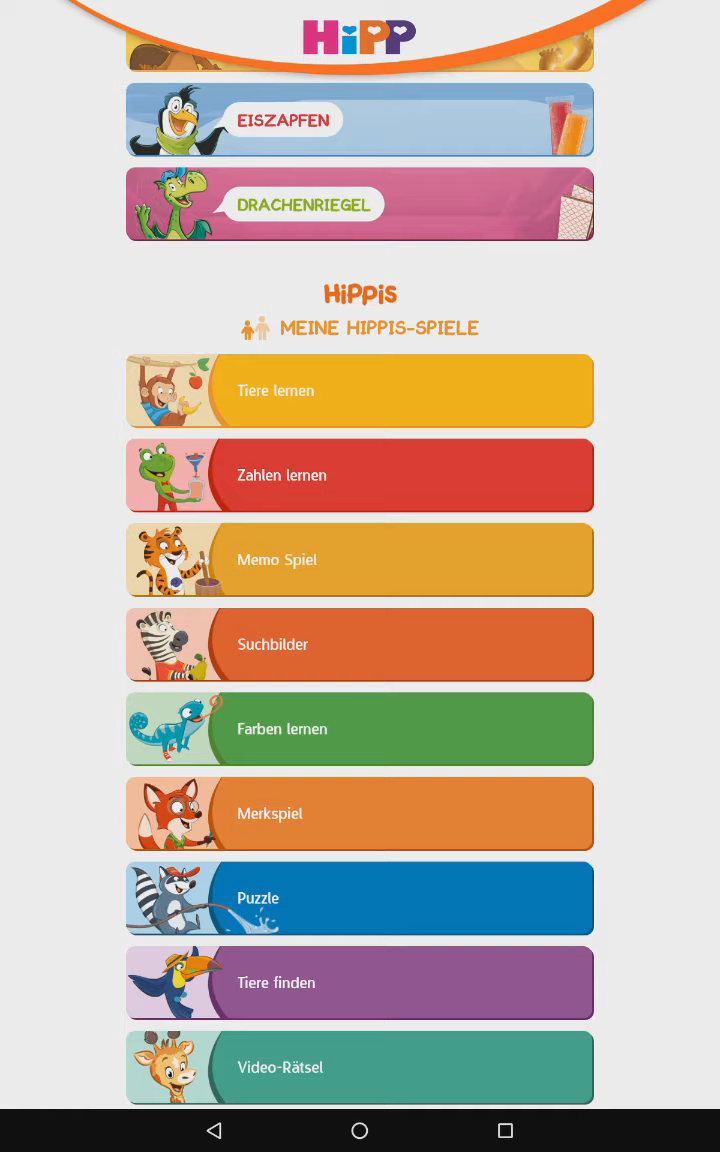 HiPP
EISZAPFEN
DRACHENRIEGEL
HiPPiS
MEINE HIPPIS-SPIELE
Tiere lernen
Zahlen lernen
Memo Spiel
Suchbilder
Farben lernen
Merkspiel
Puzzle
Tiere finden
Video-Rätsel